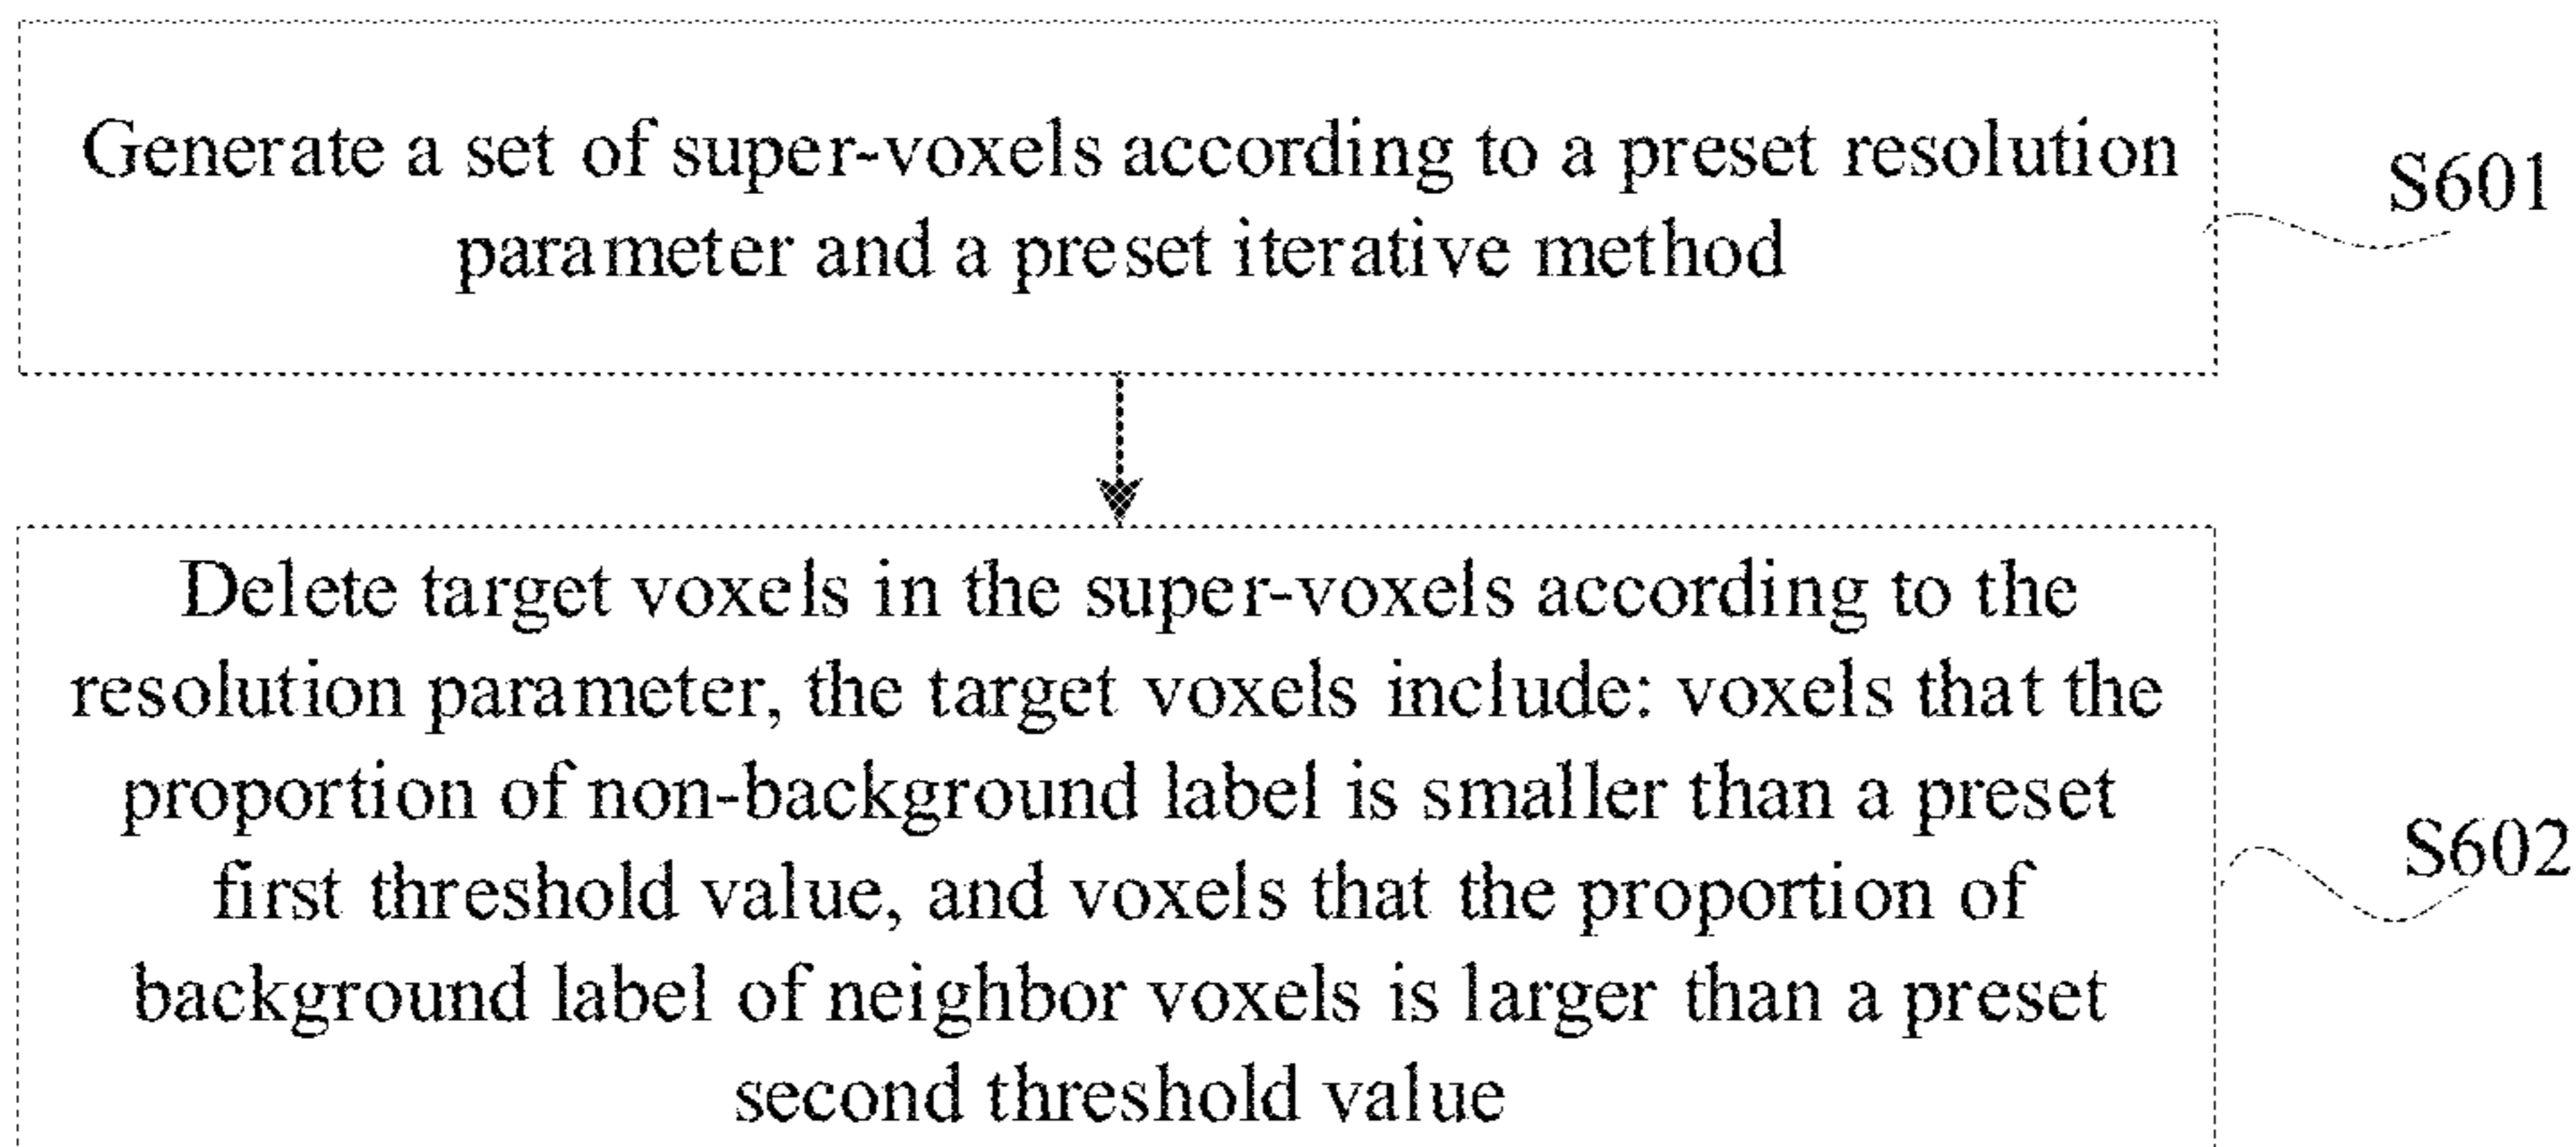 Generate a set of super-voxels according to a preset resolution
parameter and a preset iterative method
S601
Delete target voxels in the super-voxels according to the
resolution parameter, the target voxels include: voxels that the
proportion of non-background label is smaller than a preset
first threshold value, and voxels that the proportion of
background label of neighbor voxels is larger than a preset
second threshold value
S602